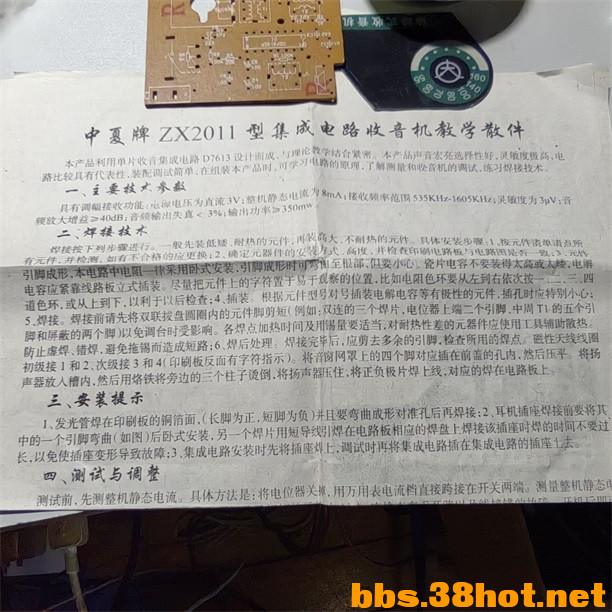 中夏牌 ZX2011 型集成电路收音机教学散件
本产品利用单片收音集成电路 D7613 设计而成、与理论教学结合紧密。本产品声音宏亮选择性好,灵敏度极高,电
路比较具有代表性,装配调试简单,在组装本产品时,可学习电路的原理,了解测量和收音机的调试,练习焊接技术。
一、主要技术参数
具有调幅接收功能:电源电压为直流3V;整机静态电流为8mA;接收频率范围535KHz-1605KHz;灵敏度为3μV;音
频放大增益≥40dB;音频输出失真<3%;输出功率≥350mw。
二、焊接技术
焊接按下列步骤进行。一般先装低矮、耐热的元件,再装高大、不耐热的元件。具体安装步骤:1、按元件清单清点所
有元件,并检测,如有不合格的应更换;2、确定元器件的安装方式、高度,并检查印刷电路板与电路图是否一致;3、元件
引脚成形,本电路中电阻一律采用卧式安装,引脚成形时可弯曲至根部,但要小心。瓷片电容不要装得太高或太矮,电解
电容应紧靠线路板立式插装。尽量把元件上的字符置于易于观察的位置,比如电阻色环要从左到右依次按一、二、三、四
道色环,或从上到下,以利于以后检查;4、插装。根据元件型号对号插装电解电容等有极性的元件,插孔时应特别小心;
5、焊接。焊接前请先将双联拔盘圈内的元件脚剪短(例如:双连的三个焊片,电位器上端二个引脚,中周T1的五个引
脚和屏蔽的两个脚)以免调台时受影响。各焊点加热时间及用锡量要适当,对耐热性差的元器件应使用工具辅助散热。
防止虚焊、错焊,避免拖锡而造成短路;6、焊后处理。焊接完毕后,应剪去多余的引脚,检查所用的焊点。磁性天线线圈
初级接1和2、次级接3和4(印刷板反面有字符指示)。将音窗网罩上的四个脚对应插在前盖的孔内,然后压平。将扬
声器放人槽内,然后用烙铁将旁边的三个柱子烫倒,将扬声器压住,将正负极片焊上线,对应的焊在电路板上。
三、安装提示
1、发光管焊在印刷板的铜箔面,(长脚为正,短脚为负)并且要弯曲成形对准孔后再焊接;2、耳机插座焊接前要将其
中的一个引脚弯曲(如图)后卧式安装,另一个焊片用短导线引焊在电路板相应的焊盘上焊接该插座时焊的时间不要过
长,以免使插座变形导致故障;3、集成电路安装时先将插座焊上,调试时再将集成电路插在集成电路的插座上去。
四、测试与调整
测试前,先测整机静态电流。具体方法是:将电位器关掉,用万用表电流档直接跨接在开关两端。测量整机静态电
bbs.38hot.net